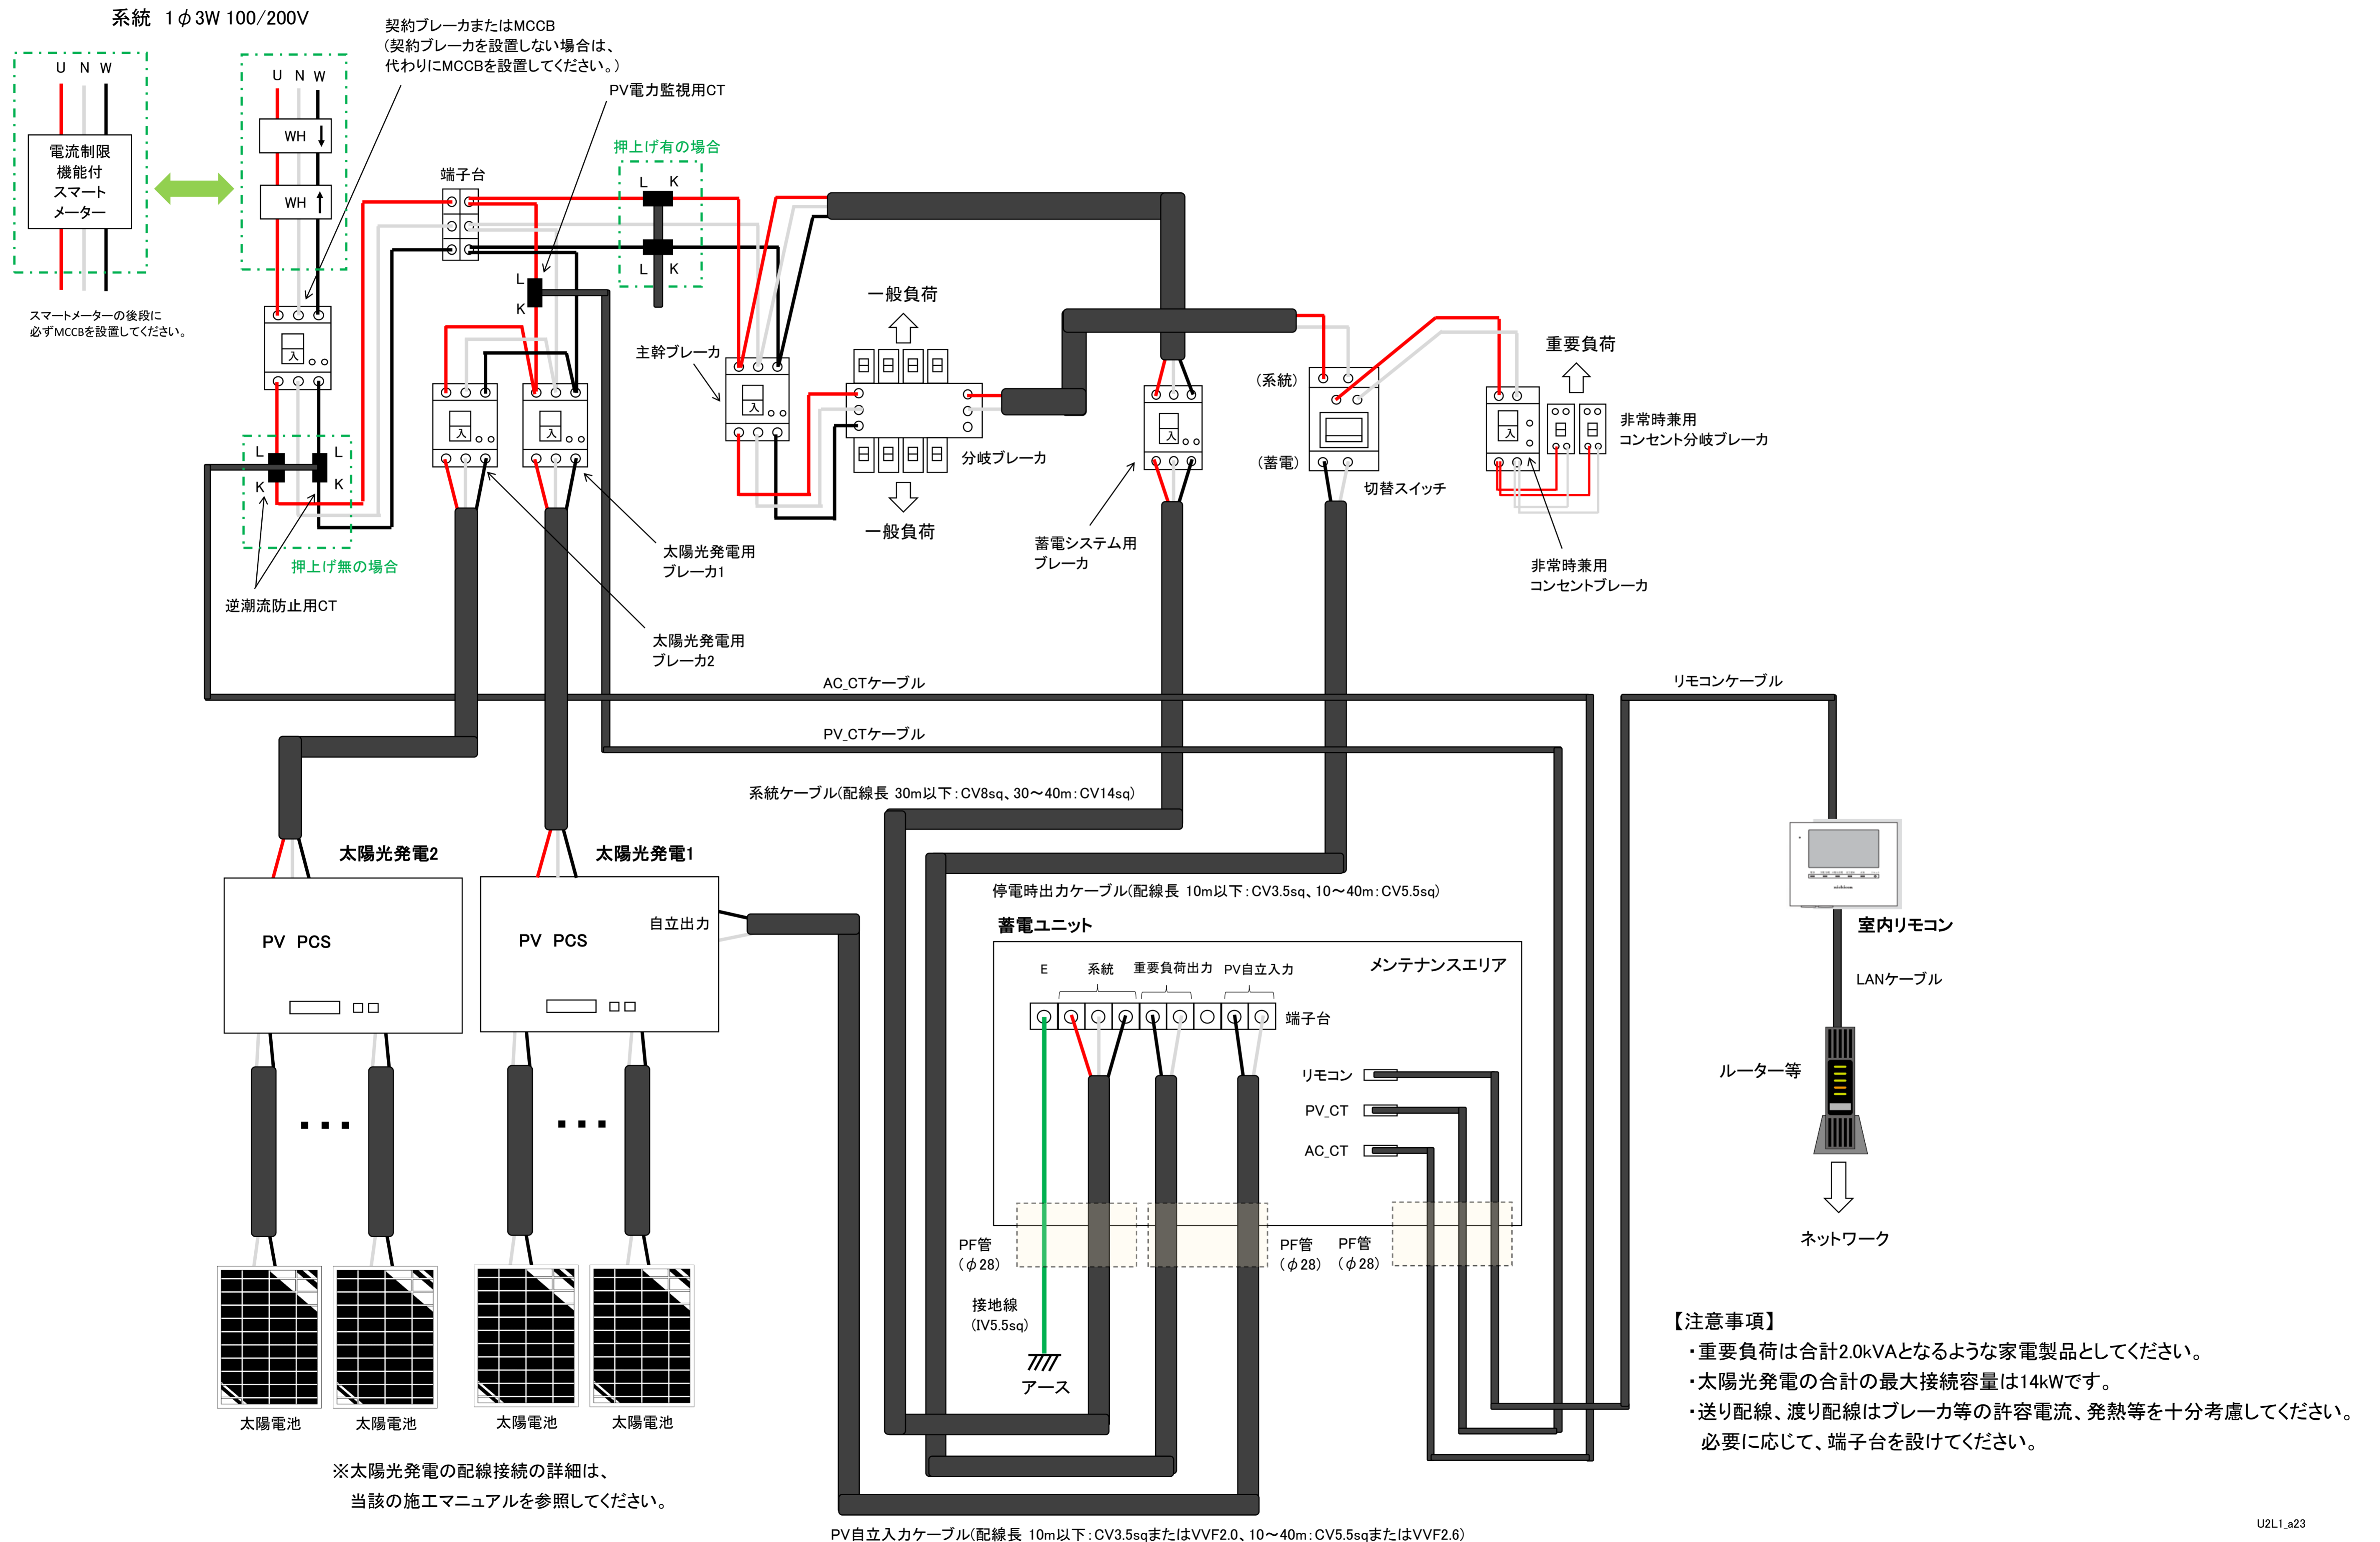 系統 1φ3W 100/200V
契約ブレーカまたはMCCB
(契約ブレーカを設置しない場合は、
代わりにMCCBを設置してください。)
U N W
U N W
電流制限
機能付
スマート
メーター
WH
WH
スマートメーターの後段に
必ずMCCBを設置してください。
PV電力監視用CT
押上げ有の場合
端子台
L K
L K
L
K
入
L
K
L
K
押上げ無の場合
逆潮流防止用CT
入
入
太陽光発電用
ブレーカ1
太陽光発電用
ブレーカ2
主幹ブレーカ
入
一般負荷
分岐ブレーカ
一般負荷
入
蓄電システム用
ブレーカ
(系統)
(蓄電)
切替スイッチ
重要負荷
入
非常時兼用
コンセント分岐ブレーカ
非常時兼用
コンセントブレーカ
AC_CTケーブル
リモコンケーブル
PV_CTケーブル
系統ケーブル(配線長 30m以下:CV8sq、30～40m:CV14sq)
太陽光発電2
太陽光発電1
PV PCS
PV PCS
自立出力
停電時出力ケーブル(配線長 10m以下:CV3.5sq、10～40m:CV5.5sq)
蓄電ユニット
メンテナンスエリア
E
系統
重要負荷出力
PV自立入力
端子台
リモコン
PV_CT
AC_CT
PF管
(φ28)
PF管
(φ28)
PF管
(φ28)
接地線
(IV5.5sq)
アース
室内リモコン
LANケーブル
ルーター等
ネットワーク
太陽電池
太陽電池
太陽電池
太陽電池
※太陽光発電の配線接続の詳細は、
当該の施工マニュアルを参照してください。
PV自立入力ケーブル(配線長 10m以下:CV3.5sqまたはVVF2.0、10～40m:CV5.5sqまたはVVF2.6)
【注意事項】
・重要負荷は合計2.0kVAとなるような家電製品としてください。
・太陽光発電の合計の最大接続容量は14kWです。
・送り配線、渡り配線はブレーカ等の許容電流、発熱等を十分考慮してください。
必要に応じて、端子台を設けてください。
U2L1_a23